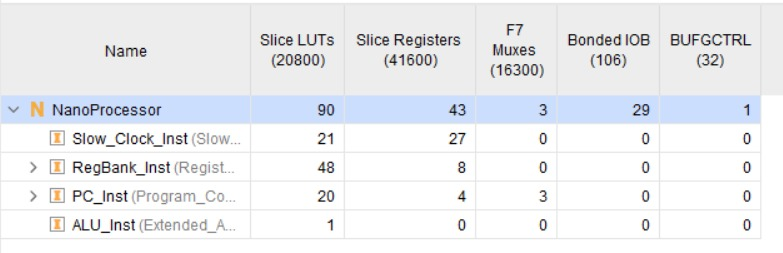 Name Slice LUTs (20800) Slice Registers (41600) F7 Muxes (16300) Bonded IOB (106) BUFGCTRL (32)
N NanoProcessor 90 43 3 29 1
Slow_Clock_Inst (Slow... 21 27 0 0 0
RegBank_Inst (Regist... 48 8 0 0 0
PC_Inst (Program_Co... 20 4 3 0 0
ALU_Inst (Extended_A... 1 0 0 0 0